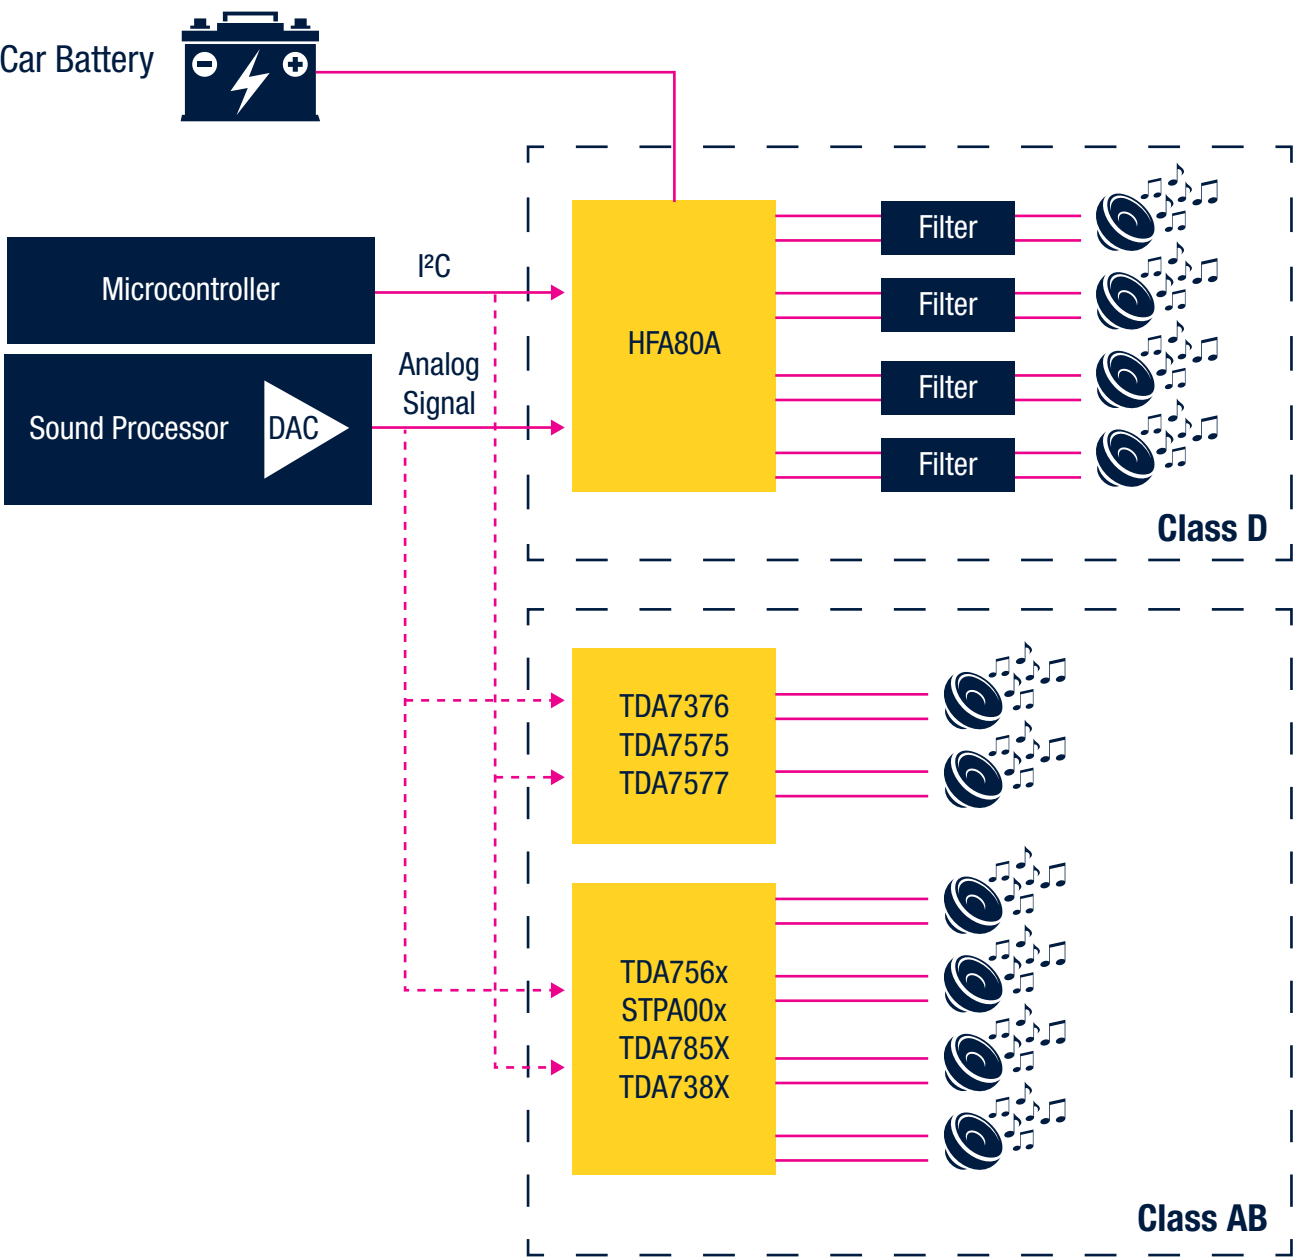 Car Battery
Microcontroller
I²C
Sound Processor
DAC
Analog
Signal
HFA80A
Filter
Filter
Filter
Filter
Class D
TDA7376
TDA7575
TDA7577
TDA756x
STPA00x
TDA785X
TDA738X
Class AB